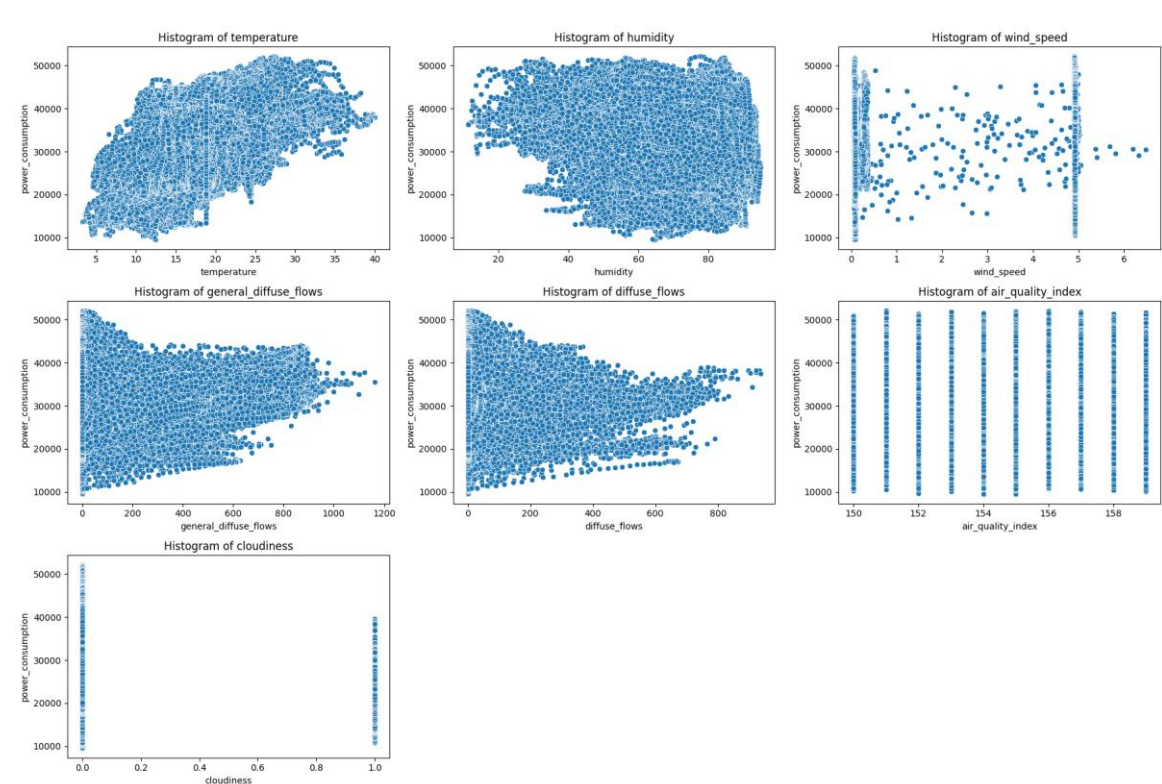 Histogram of temperature
power_consumption
50000
40000
30000
20000
10000
5 10 15 20 25 30 35 40
temperature
Histogram of humidity
power_consumption
50000
40000
30000
20000
10000
20 40 60 80
humidity
Histogram of wind_speed
power_consumption
50000
40000
30000
20000
10000
0 1 2 3 4 5 6
wind_speed
Histogram of general_diffuse_flows
power_consumption
50000
40000
30000
20000
10000
0 200 400 600 800 1000 1200
general_diffuse_flows
Histogram of diffuse_flows
power_consumption
50000
40000
30000
20000
10000
0 200 400 600 800
diffuse_flows
Histogram of air_quality_index
power_consumption
50000
40000
30000
20000
10000
150 152 154 156 158
air_quality_index
Histogram of cloudiness
power_consumption
50000
40000
30000
20000
10000
0.0 0.2 0.4 0.6 0.8 1.0
cloudiness